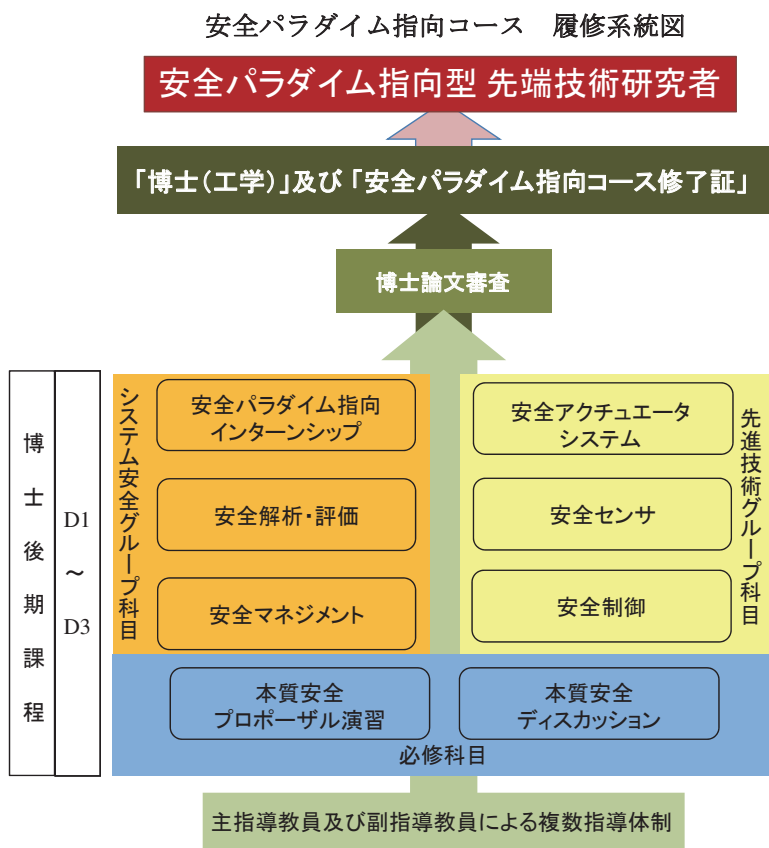 安全パラダイム指向コース　履修系統図
安全パラダイム指向型 先端技術研究者
「博士(工学)」及び「安全パラダイム指向コース修了証」
博士論文審査
博士後期課程
D1
～
D3
システム安全グループ科目
安全パラダイム指向
インターンシップ
安全解析・評価
安全マネジメント
安全アクチュエータ
システム
安全センサ
安全制御
先進技術グループ科目
本質安全
プロポーザル演習
本質安全
ディスカッション
必修科目
主指導教員及び副指導教員による複数指導体制